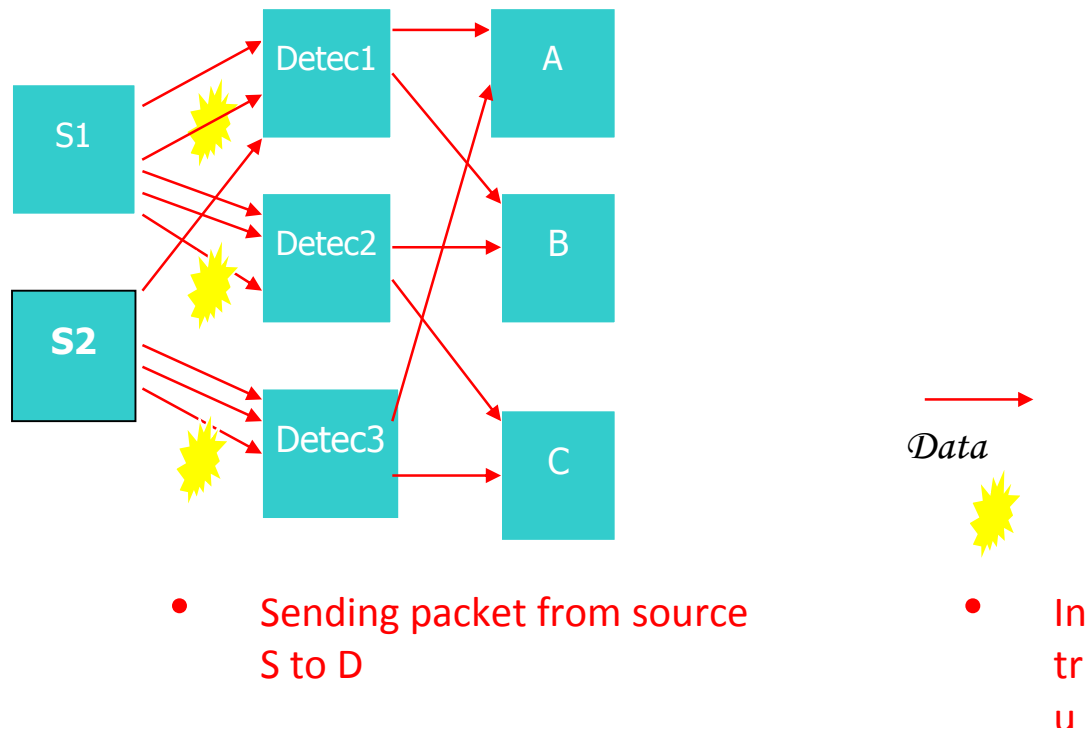 Detec1
A
S1
Detec2
B
S2
Detec3
C
Data
• Sending packet from source
S to D
• In
tr
u